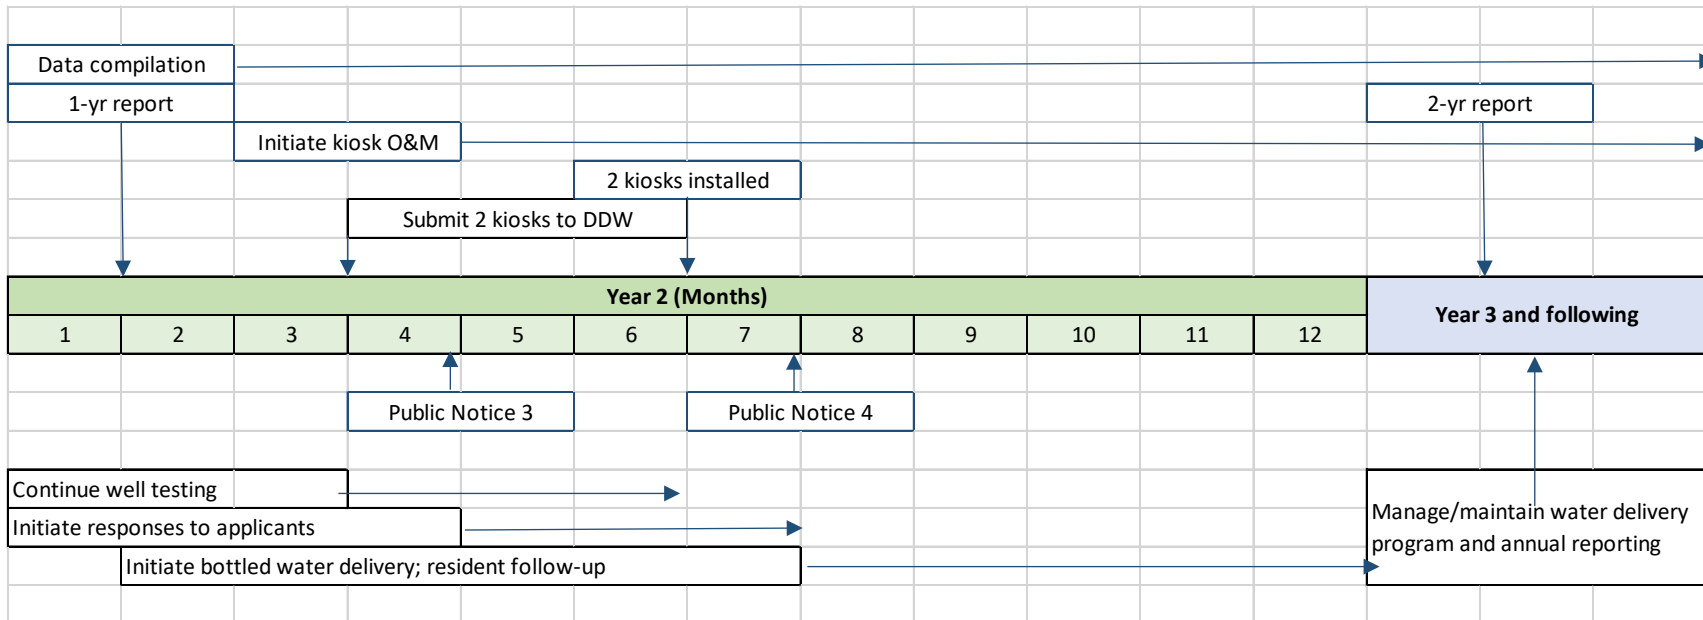 Data compilation
1-yr report
2-yr report
Initiate kiosk O&M
2 kiosks installed
Submit 2 kiosks to DDW
Year 2 (Months)
Year 3 and following
1 2 3 4 5 6 7 8 9 10 11 12
Public Notice 3
Public Notice 4
Continue well testing
Initiate responses to applicants
Initiate bottled water delivery; resident follow-up
Manage/maintain water delivery
program and annual reporting